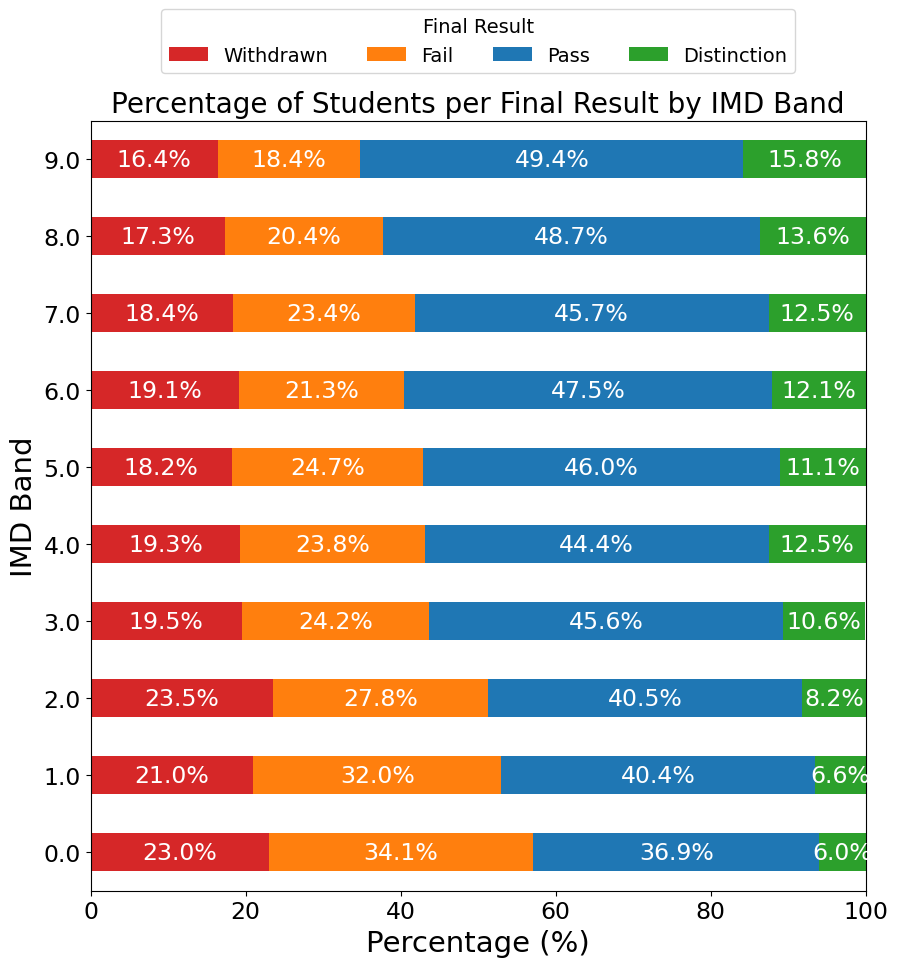 Final Result
Withdrawn Fail Pass Distinction
Percentage of Students per Final Result by IMD Band
9.0 16.4% 18.4% 49.4% 15.8%
8.0 17.3% 20.4% 48.7% 13.6%
7.0 18.4% 23.4% 45.7% 12.5%
6.0 19.1% 21.3% 47.5% 12.1%
5.0 18.2% 24.7% 46.0% 11.1%
4.0 19.3% 23.8% 44.4% 12.5%
3.0 19.5% 24.2% 45.6% 10.6%
2.0 23.5% 27.8% 40.5% 8.2%
1.0 21.0% 32.0% 40.4% 6.6%
0.0 23.0% 34.1% 36.9% 6.0%
IMD Band
0 20 40 60 80 100
Percentage (%)